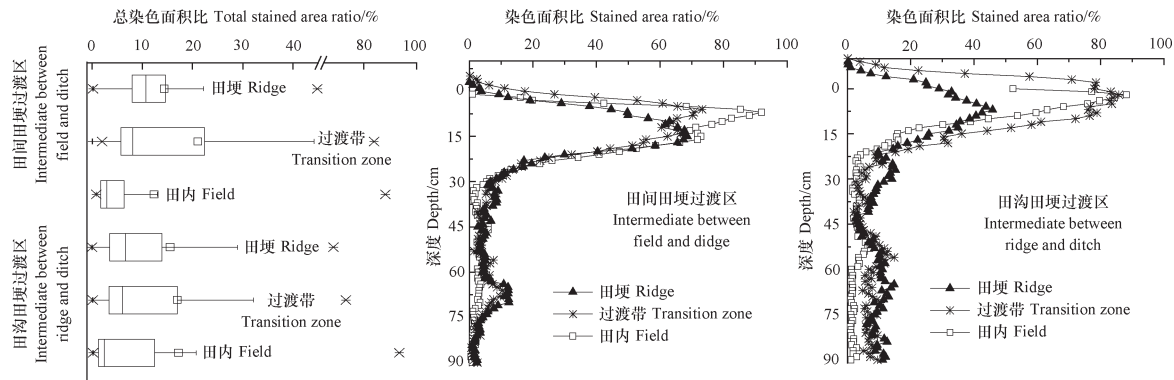 总染色面积比 Total stained area ratio/%
0 10 20 30 40 80 100
田间田埂过渡区
Intermediate between
field and ditch
田埂 Ridge
过渡带
Transition zone
田内 Field
田沟田埂过渡区
Intermediate between
ridge and ditch
田埂 Ridge
过渡带
Transition zone
田内 Field
染色面积比 Stained area ratio/%
0 20 40 60 80 100
深度 Depth/cm
0
15
30
45
60
75
90
田间田埂过渡区
Intermediate between
field and didge
田埂 Ridge
过渡带 Transition zone
田内 Field
染色面积比 Stained area ratio/%
0 20 40 60 80 100
深度 Depth/cm
0
15
30
45
60
75
90
田沟田埂过渡区
Intermediate between
ridge and ditch
田埂 Ridge
过渡带 Transition zone
田内 Field